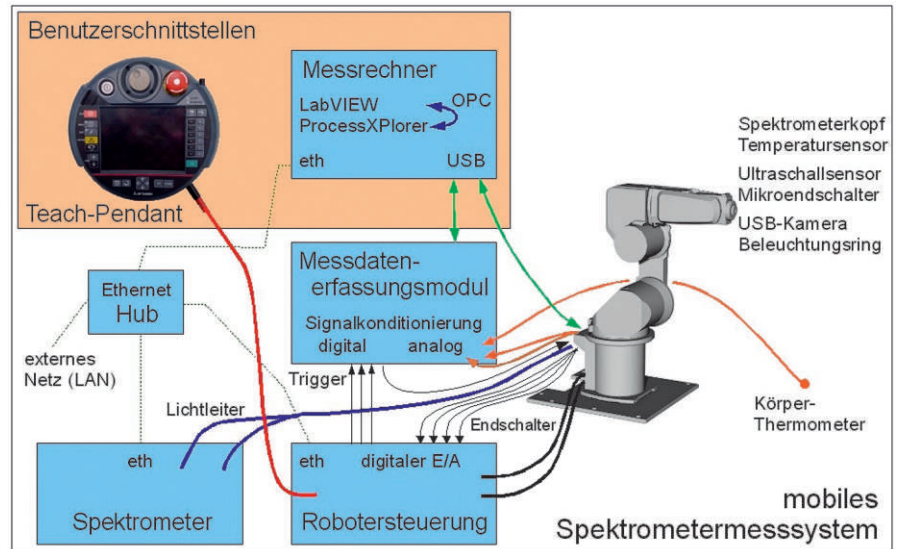 Benutzerschnittstellen
Messrechner
LabVIEW
OPC
ProcessXPlorer
eth
USB
Teach-Pendant
Spektrometerkopf
Temperatursensor
Ultraschallsensor
Mikroendschalter
USB-Kamera
Beleuchtungsring
Messdaten-
erfassungsmodul
Signalkonditionierung
digital
analog
Ethernet
Hub
externes
Netz (LAN)
Trigger
Lichtleiter
Endschalter
Körper-
Thermometer
eth
Spektrometer
eth
digitaler E/A
Robotersteuerung
mobiles
Spektrometermesssystem